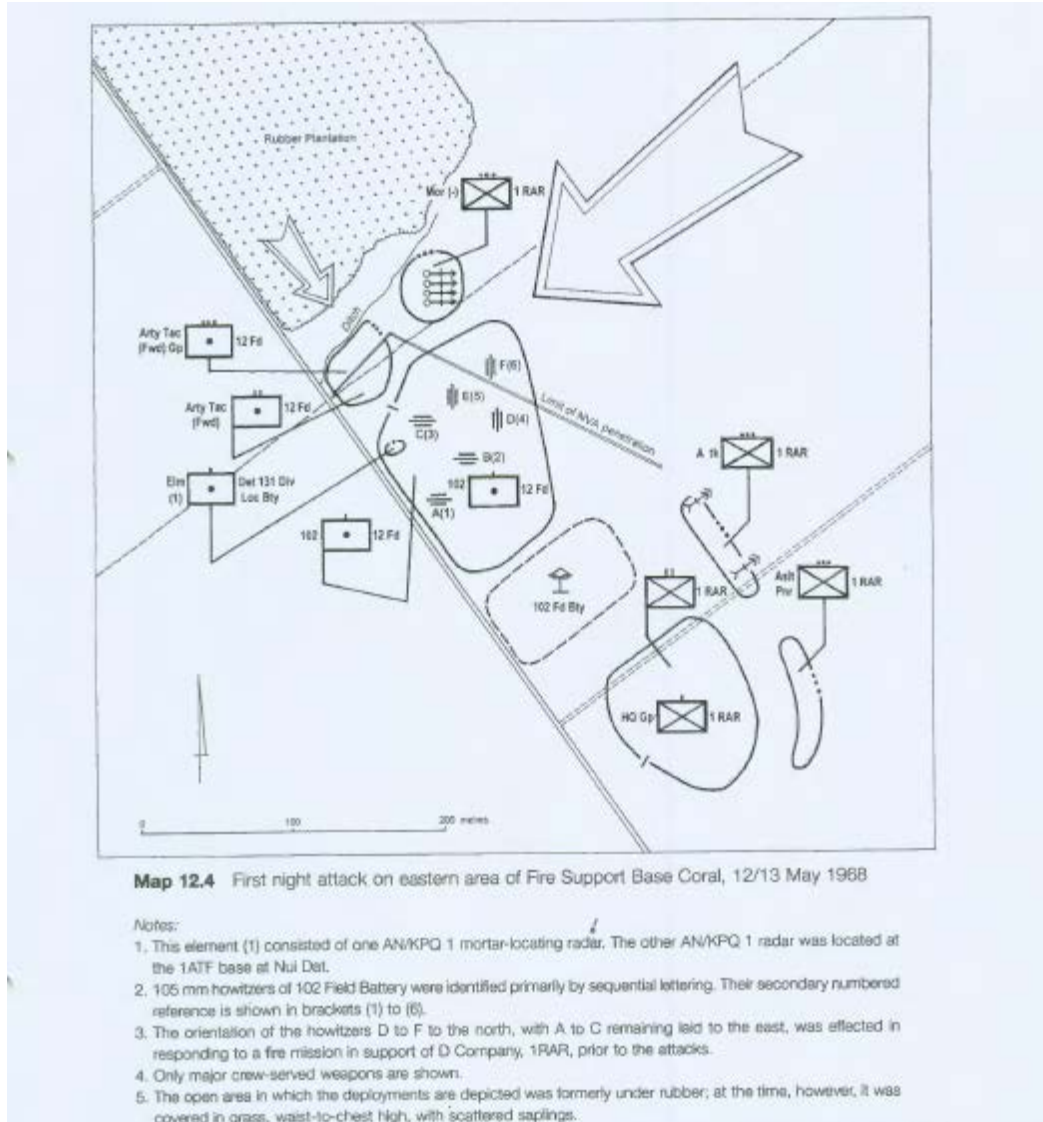 Rubber Plantation
Mor (-) 1 RAR
Ditch
Arty Tac
(Fwd) Gp 12 Fd
F(6)
E(5)
Limit of NVA penetration
Arty Tac
(Fwd) 12 Fd
D(4)
C(3)
A Tk 1 RAR
B(2)
Elm
(1) Det 131 Div
Loc Bty
102 12 Fd
A(1)
102 12 Fd
Aslt
Pnr 1 RAR
1 RAR
102 Fd Bty
HQ Gp 1 RAR
0 100 200 metres
Map 12.4 First night attack on eastern area of Fire Support Base Coral, 12/13 May 1968
Notes:
1. This element (1) consisted of one AN/KPQ 1 mortar-locating radar. The other AN/KPQ 1 radar was located at
the 1ATF base at Nui Dat.
2. 105 mm howitzers of 102 Field Battery were identified primarily by sequential lettering. Their secondary numbered
reference is shown in brackets (1) to (6).
3. The orientation of the howitzers D to F to the north, with A to C remaining laid to the east, was effected in
responding to a fire mission in support of D Company, 1RAR, prior to the attacks.
4. Only major crew-served weapons are shown.
5. The open area in which the deployments are depicted was formerly under rubber; at the time, however, it was
covered in grass, waist-to-chest high, with scattered saplings.